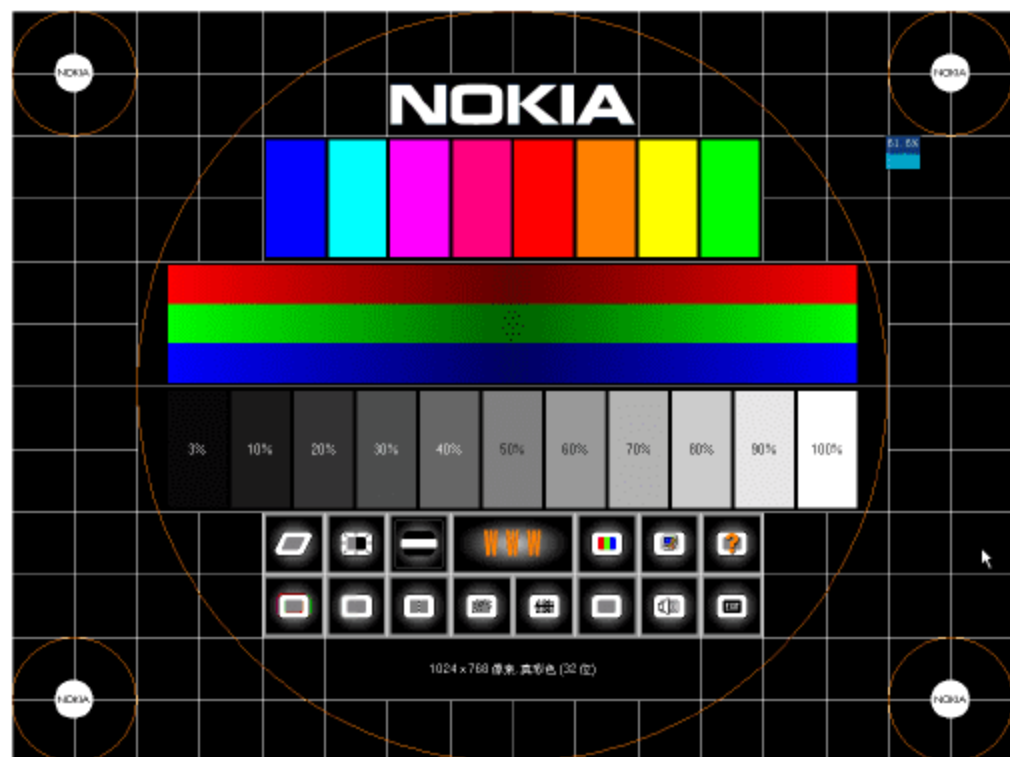 NOKIA NOKIA
NOKIA
3% 10% 20% 30% 40% 50% 60% 70% 80% 90% 100%
WWW
?
EXIT
1024 x 768 像素, 真彩色 (32 位)
NOKIA NOKIA